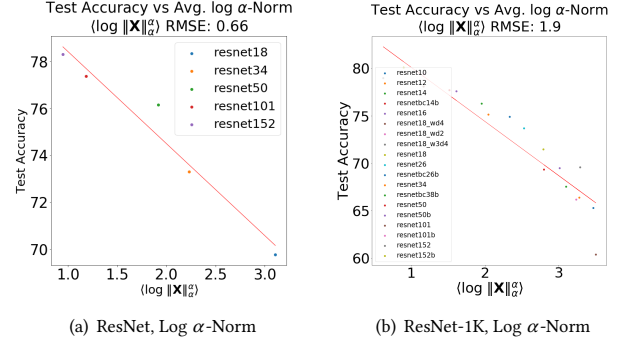 Test Accuracy vs Avg. log α-Norm
⟨log ‖X‖α α⟩ RMSE: 0.66
Test Accuracy
78
76
74
72
70
resnet18
resnet34
resnet50
resnet101
resnet152
1.0 1.5 2.0 2.5 3.0
⟨log ‖X‖α α⟩
(a) ResNet, Log α-Norm
Test Accuracy vs Avg. log α-Norm
⟨log ‖X‖α α⟩ RMSE: 1.9
Test Accuracy
80
75
70
65
60
resnet10
resnet12
resnet14
resnetbc14b
resnet16
resnet18_wd4
resnet18_wd2
resnet18_w3d4
resnet18
resnet26
resnetbc26b
resnet34
resnetbc38b
resnet50
resnet50b
resnet101
resnet101b
resnet152
resnet152b
1 2 3
⟨log ‖X‖α α⟩
(b) ResNet-1K, Log α-Norm